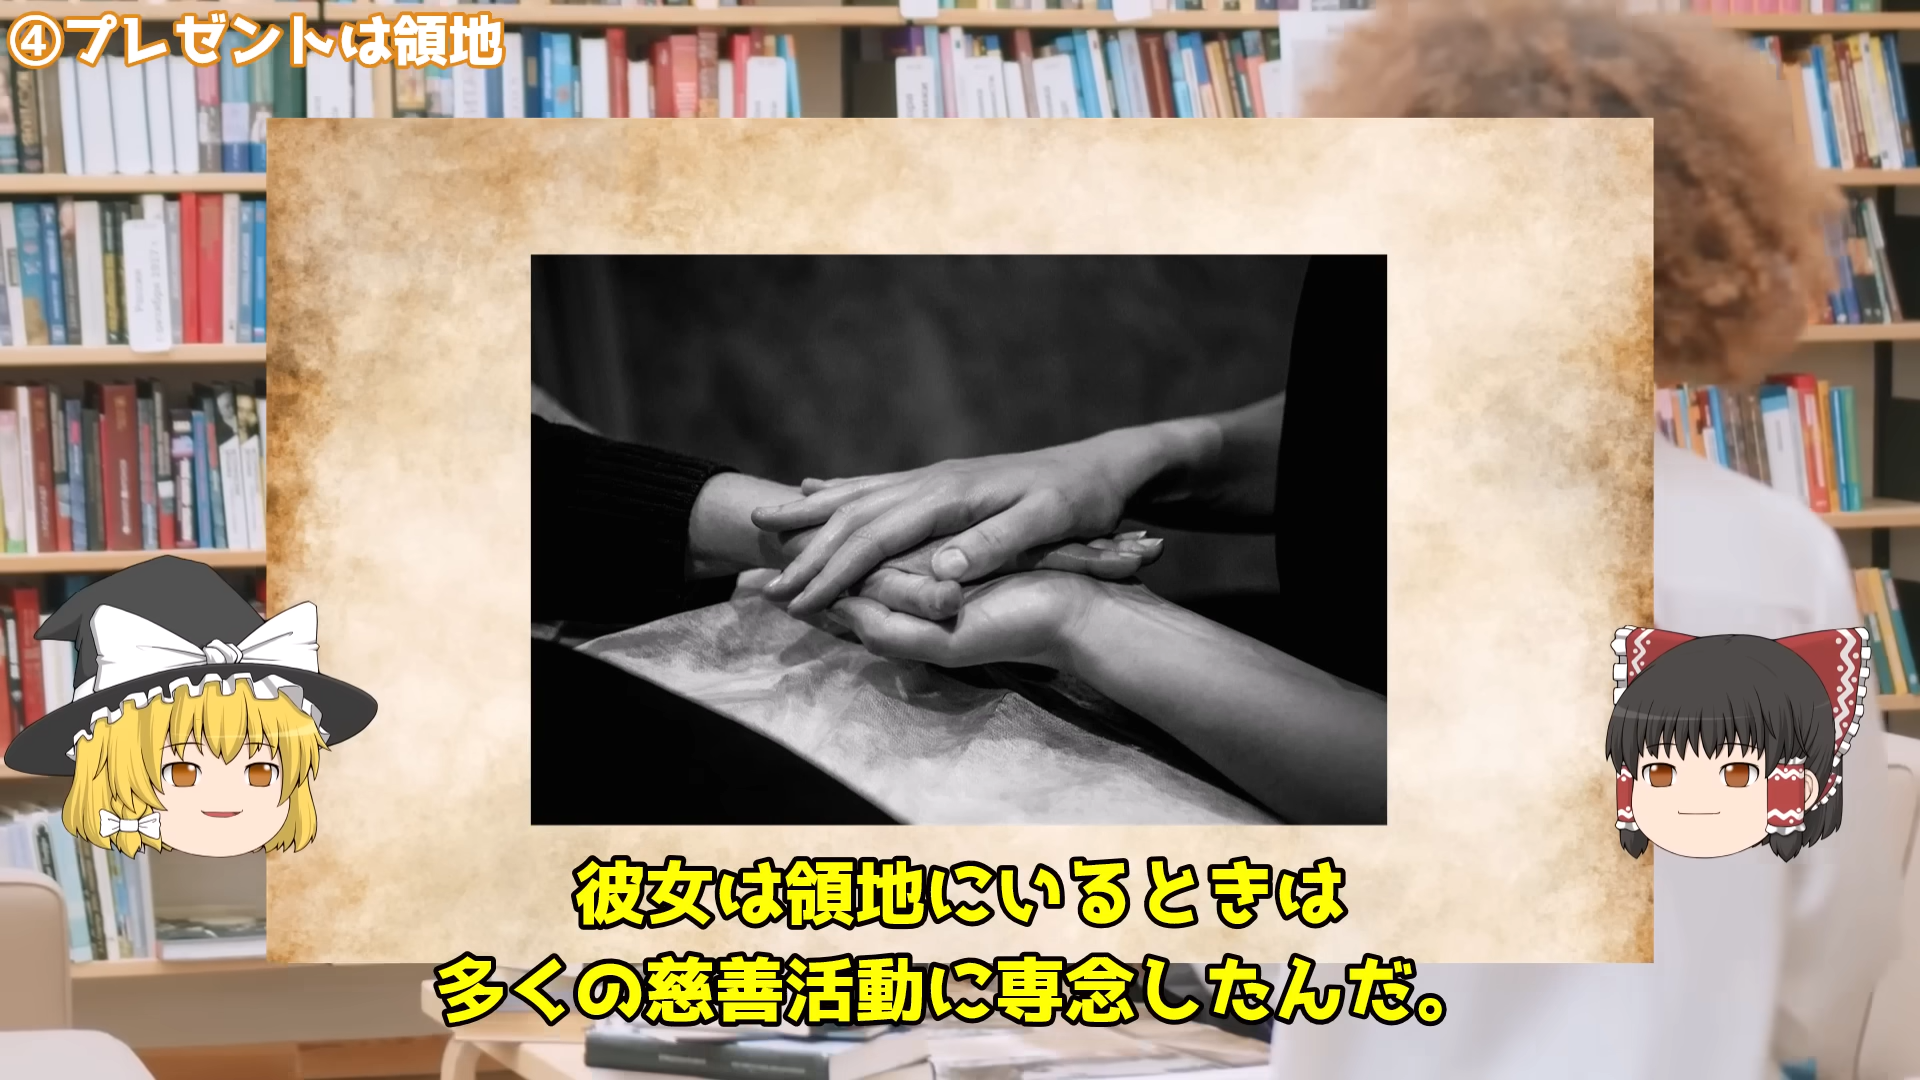 ④プレゼントは領地
彼女は領地にいるときは
多くの慈善活動に専念したんだ。